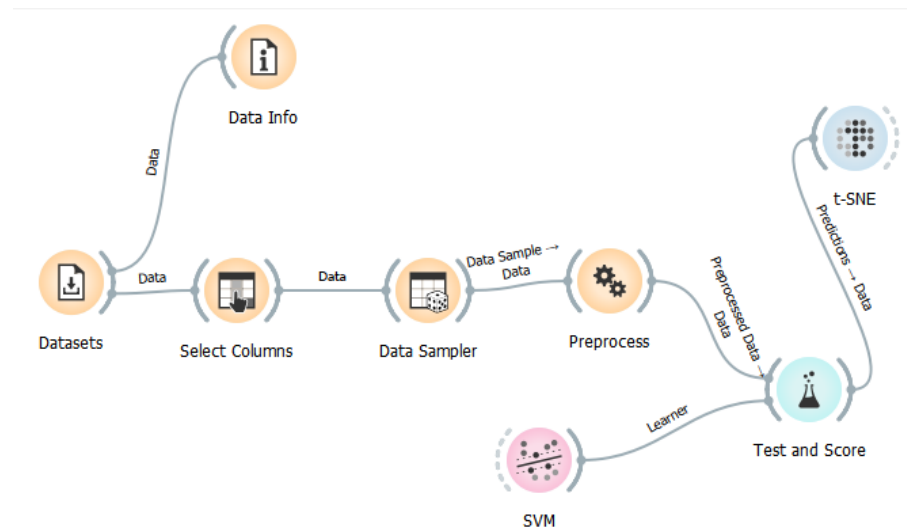 Data Info
Data
t-SNE
Predictions → Data
Data
Data
Data Sample →
Data
Preprocessed Data →
Data
Datasets
Select Columns
Data Sampler
Preprocess
Learner
Test and Score
SVM